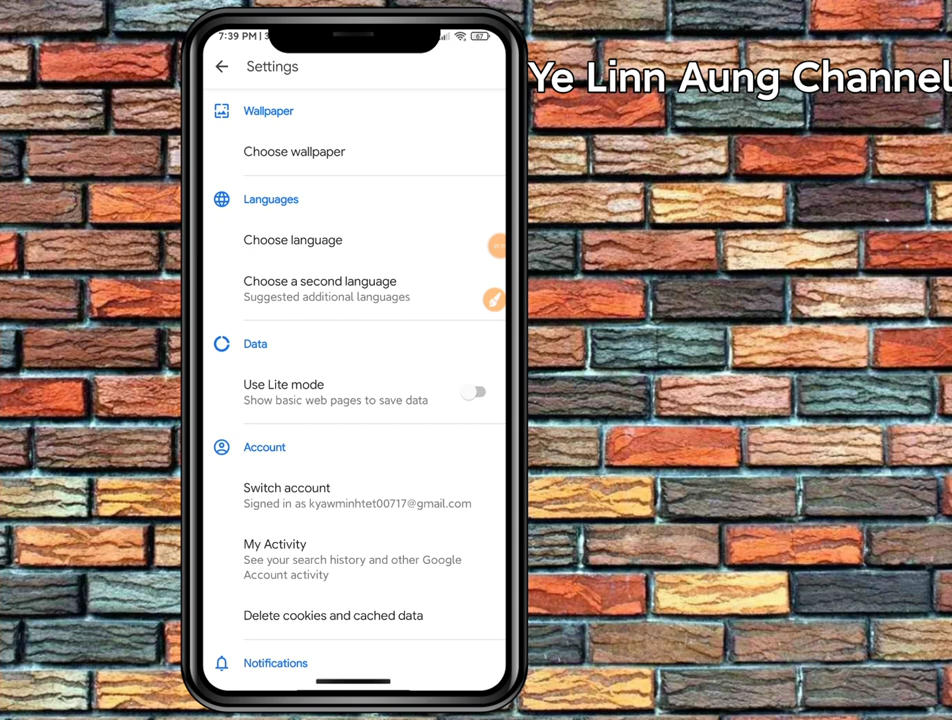 7:39 PM | 3
67
Settings
Ye Linn Aung Channel
Wallpaper
Choose wallpaper
Languages
Choose language
Choose a second language
Suggested additional languages
Data
Use Lite mode
Show basic web pages to save data
Account
Switch account
Signed in as kyawminhtet00717@gmail.com
My Activity
See your search history and other Google
Account activity
Delete cookies and cached data
Notifications